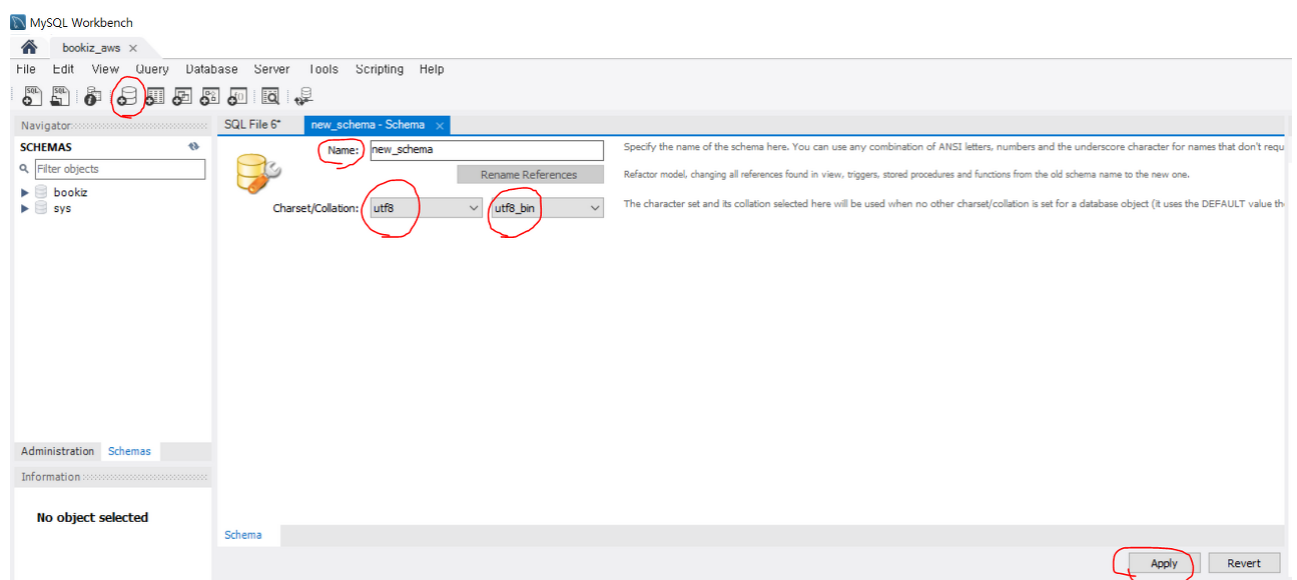 MySQL Workbench
bookiz_aws ×
File Edit View Query Database Server Tools Scripting Help
SQL SQL
Navigator SQL File 6* new_schema - Schema ×
SCHEMAS Name: new_schema Specify the name of the schema here. You can use any combination of ANSI letters, numbers and the underscore character for names that don't requ
Filter objects Rename References Refactor model, changing all references found in view, triggers, stored procedures and functions from the old schema name to the new one.
bookiz
sys Charset/Collation: utf8 utf8_bin The character set and its collation selected here will be used when no other charset/collation is set for a database object (it uses the DEFAULT value th
Administration Schemas
Information
No object selected
Schema
Apply Revert